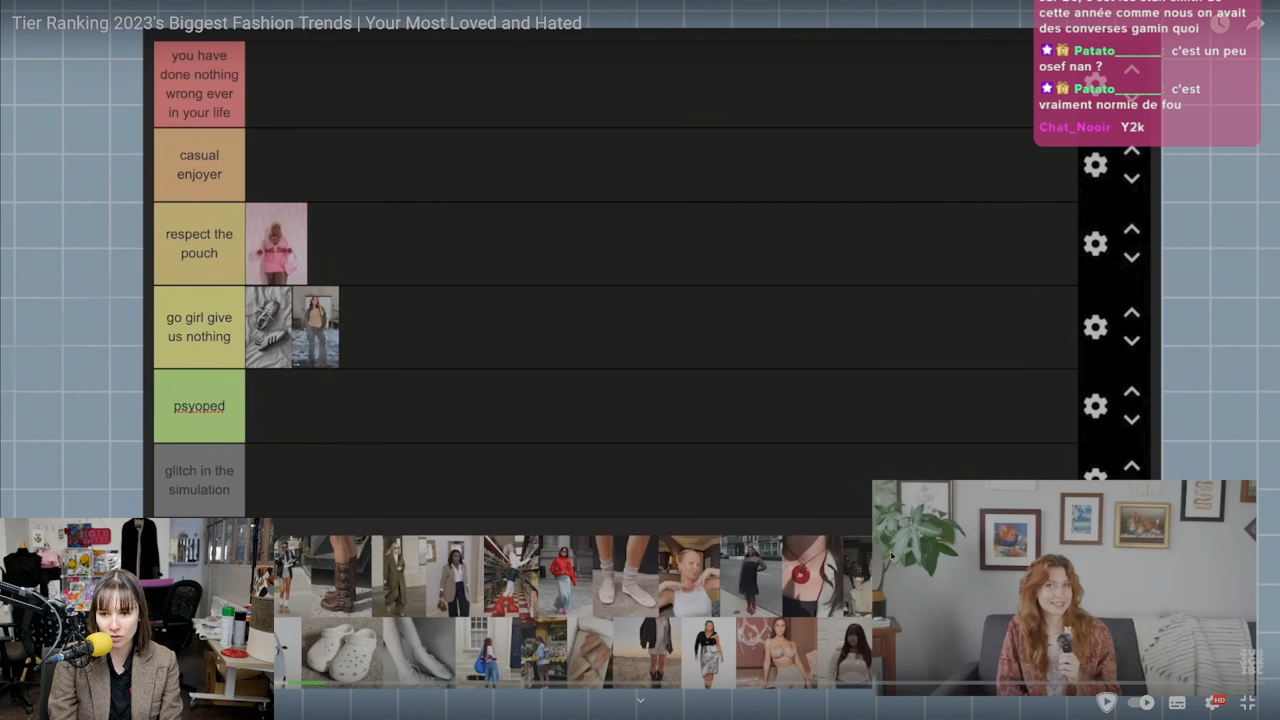 Tier Ranking 2023's Biggest Fashion Trends | Your Most Loved and Hated
cette année comme nous on avait
des converses gamin quoi
Patato______: c'est un peu
osef nan ?
Patato______: c'est
vraiment normie de fou
Chat_Nooir: Y2k
you have
done nothing
wrong ever
in your life
casual
enjoyer
respect the
pouch
go girl give
us nothing
psyoped
glitch in the
simulation
HD